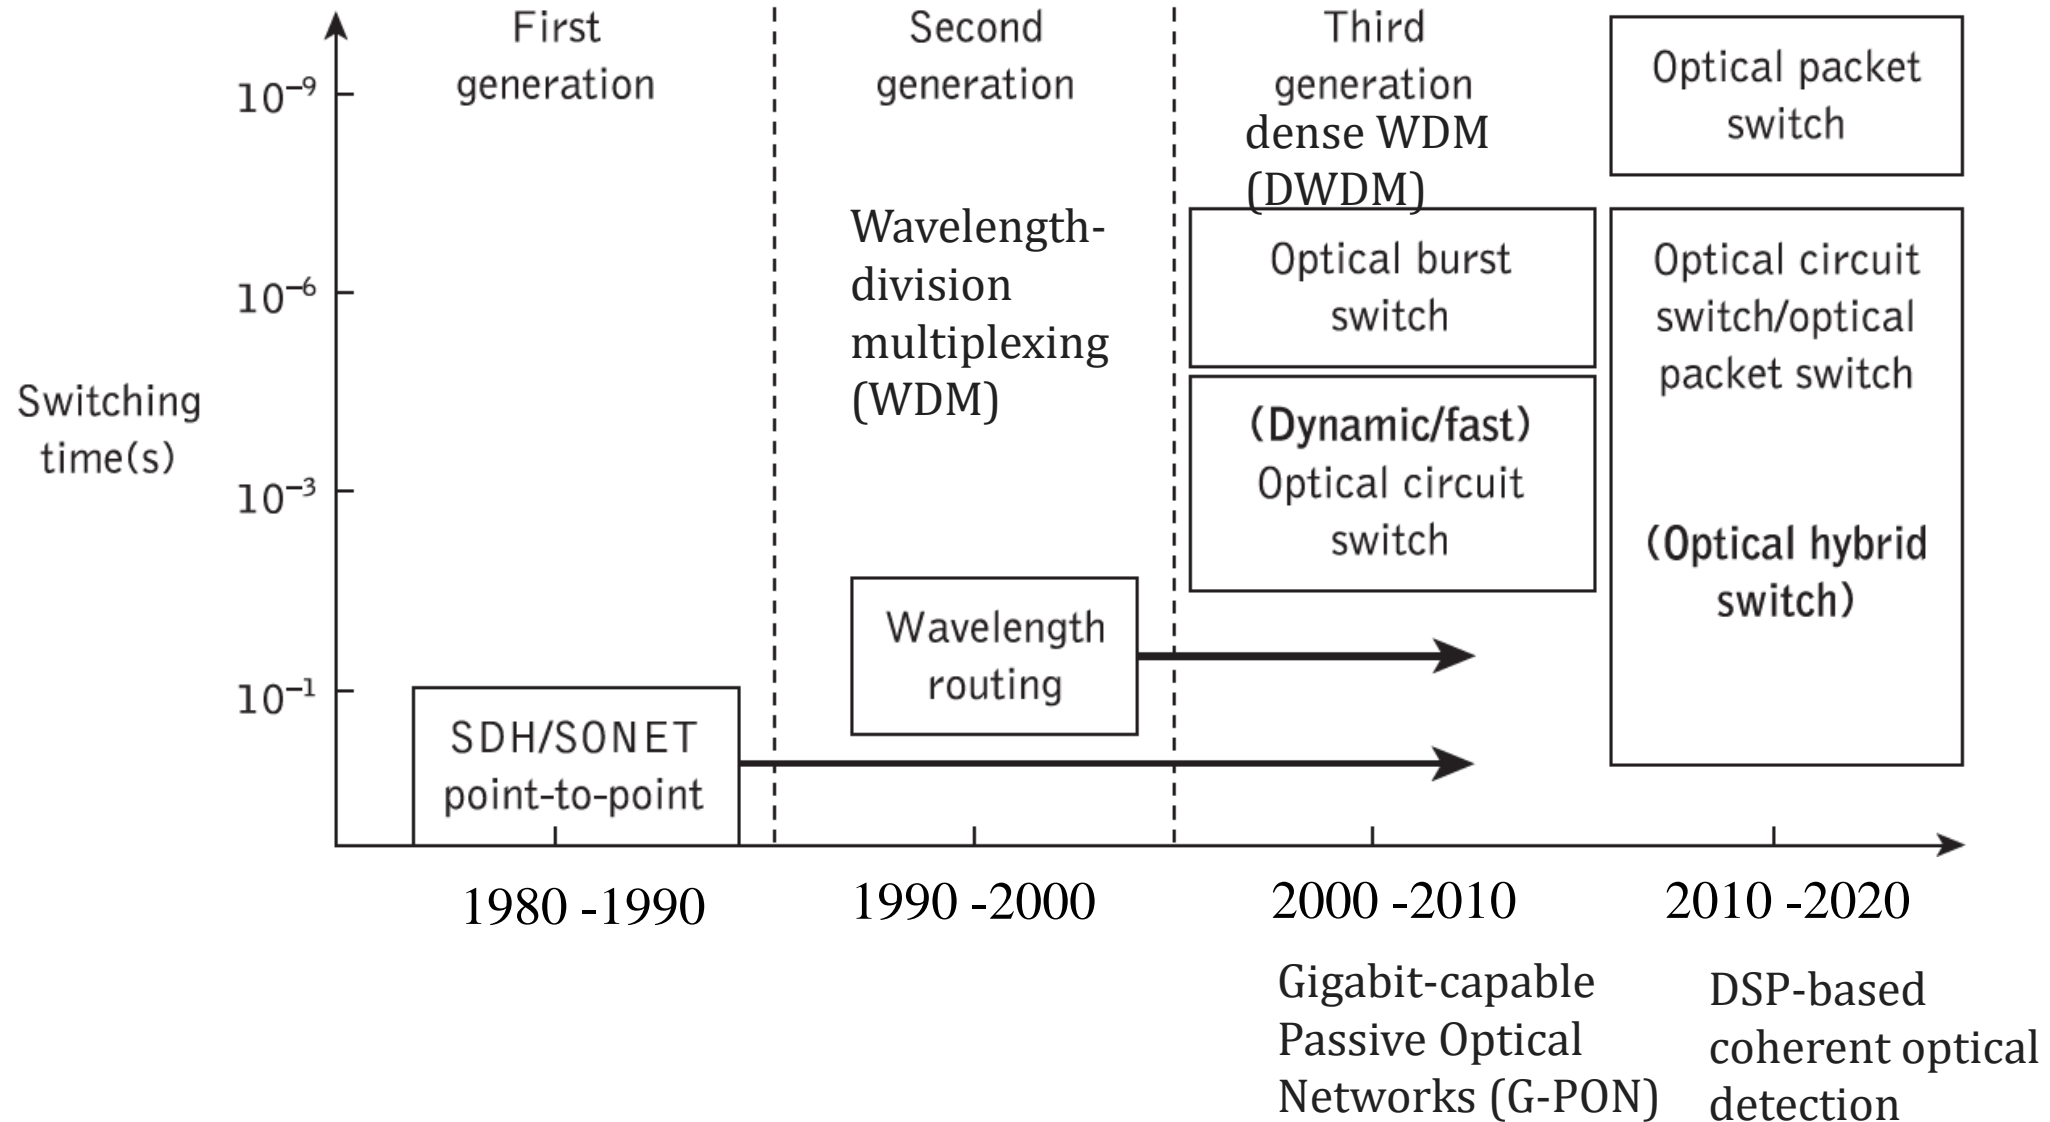 First
generation
Second
generation
Third
generation
dense WDM
(DWDM)
Optical packet
switch
10⁻⁹
10⁻⁶
10⁻³
10⁻¹
Switching
time(s)
Wavelength-
division
multiplexing
(WDM)
Optical burst
switch
Optical circuit
switch/optical
packet switch
(Optical hybrid
switch)
(Dynamic/fast)
Optical circuit
switch
Wavelength
routing
SDH/SONET
point-to-point
1980 -1990
1990 -2000
2000 -2010
2010 -2020
Gigabit-capable
Passive Optical
Networks (G-PON)
DSP-based
coherent optical
detection